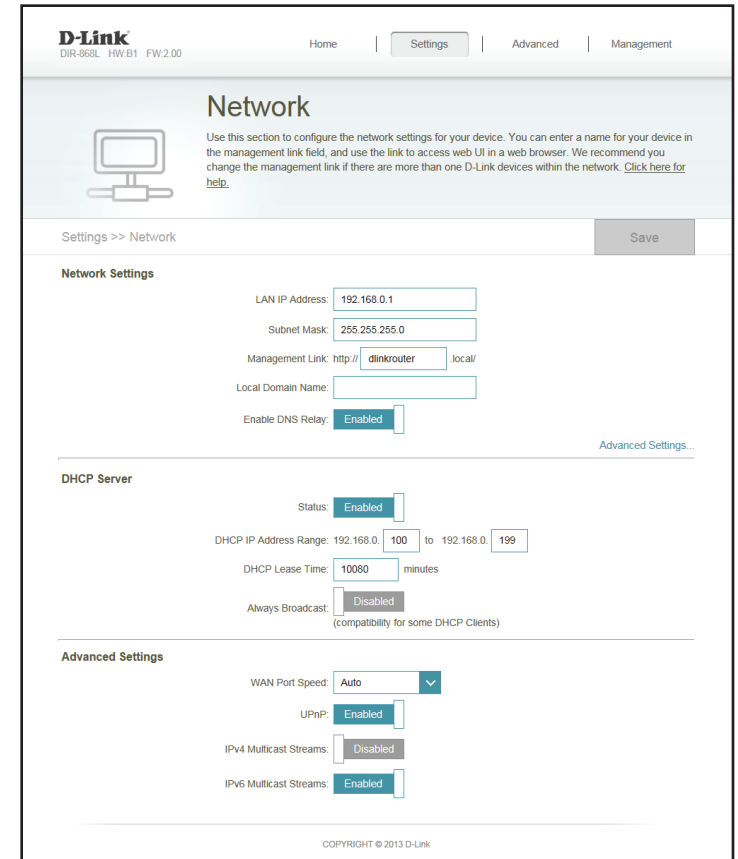 D-Link
DIR-868L HW:B1 FW:2.00
Home
Settings
Advanced
Management
Network
Use this section to configure the network settings for your device. You can enter a name for your device in
the management link field, and use the link to access web UI in a web browser. We recommend you
change the management link if there are more than one D-Link devices within the network. Click here for
help.
Settings >> Network
Save
Network Settings
LAN IP Address: 192.168.0.1
Subnet Mask: 255.255.255.0
Management Link: http:// dlinkrouter .local/
Local Domain Name:
Enable DNS Relay: Enabled
Advanced Settings...
DHCP Server
Status: Enabled
DHCP IP Address Range: 192.168.0. 100 to 192.168.0. 199
DHCP Lease Time: 10080 minutes
Always Broadcast: Disabled
(compatibility for some DHCP Clients)
Advanced Settings
WAN Port Speed: Auto
UPnP: Enabled
IPv4 Multicast Streams: Disabled
IPv6 Multicast Streams: Enabled
COPYRIGHT © 2013 D-Link